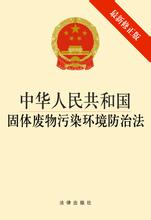 最新修正版
中华人民共和国
固体废物污染环境防治法
法律出版社